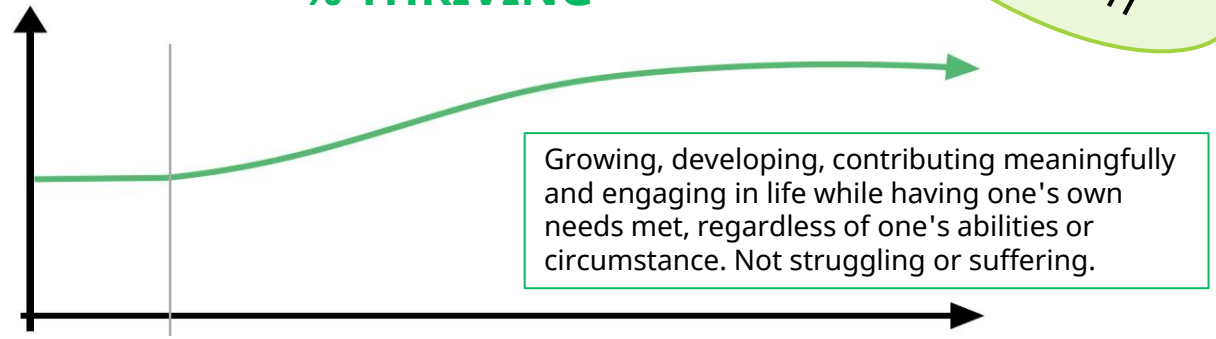 % THRIVING
Growing, developing, contributing meaningfully
and engaging in life while having one's own
needs met, regardless of one's abilities or
circumstance. Not struggling or suffering.